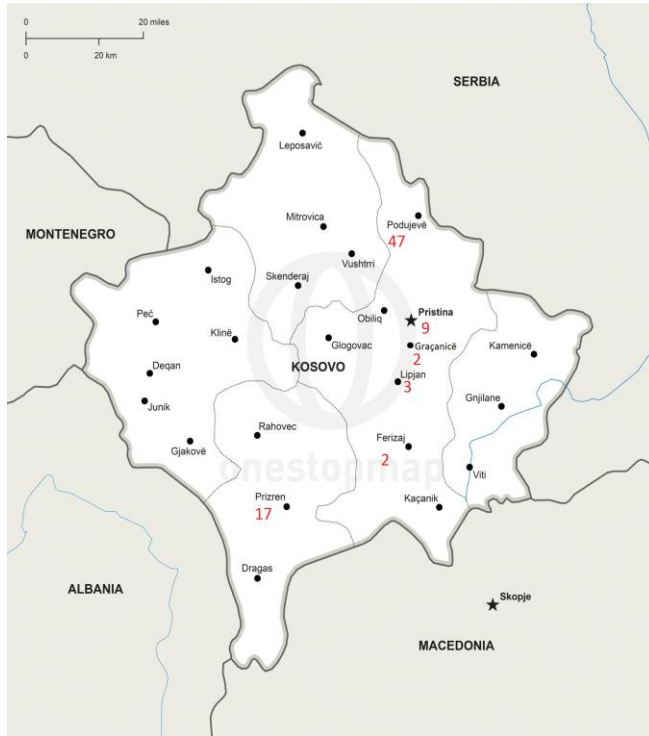 0 20 miles
0 20 km
SERBIA
Leposavić
MONTENEGRO
Mitrovica
Podujevë
47
Vushtrri
Istog
Skenderaj
Peć
Obiliq
Pristina
9
Klinë
Glogovac
Graçanicë
2
Kamenicë
KOSOVO
Deqan
Lipjan
3
Junik
Gnjilane
Rahovec
Ferizaj
2
Gjakovë
onestopmap
Viti
Prizren
17
Kaçanik
Dragas
ALBANIA
Skopje
MACEDONIA